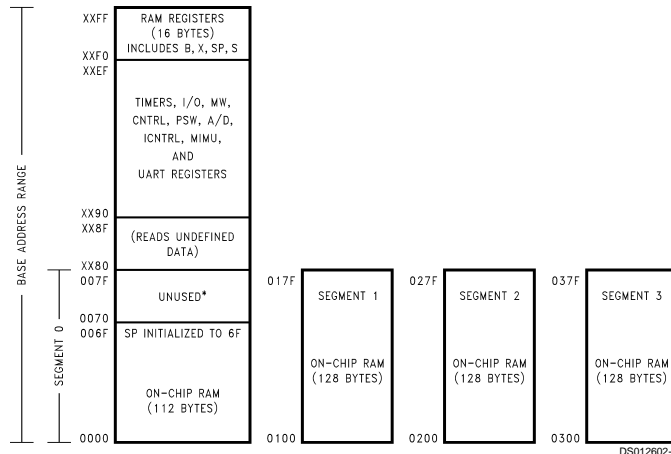 XXFF
RAM REGISTERS
(16 BYTES)
INCLUDES B, X, SP, S
XXF0
XXEF
TIMERS, I/O, MW,
CNTRL, PSW, A/D,
ICNTRL, MIMU,
AND
UART REGISTERS
XX90
XX8F
(READS UNDEFINED
DATA)
XX80
007F
UNUSED*
0070
006F
SP INITIALIZED TO 6F
ON-CHIP RAM
(112 BYTES)
0000
BASE ADDRESS RANGE
SEGMENT 0
017F
SEGMENT 1
ON-CHIP RAM
(128 BYTES)
0100
027F
SEGMENT 2
ON-CHIP RAM
(128 BYTES)
0200
037F
SEGMENT 3
ON-CHIP RAM
(128 BYTES)
0300